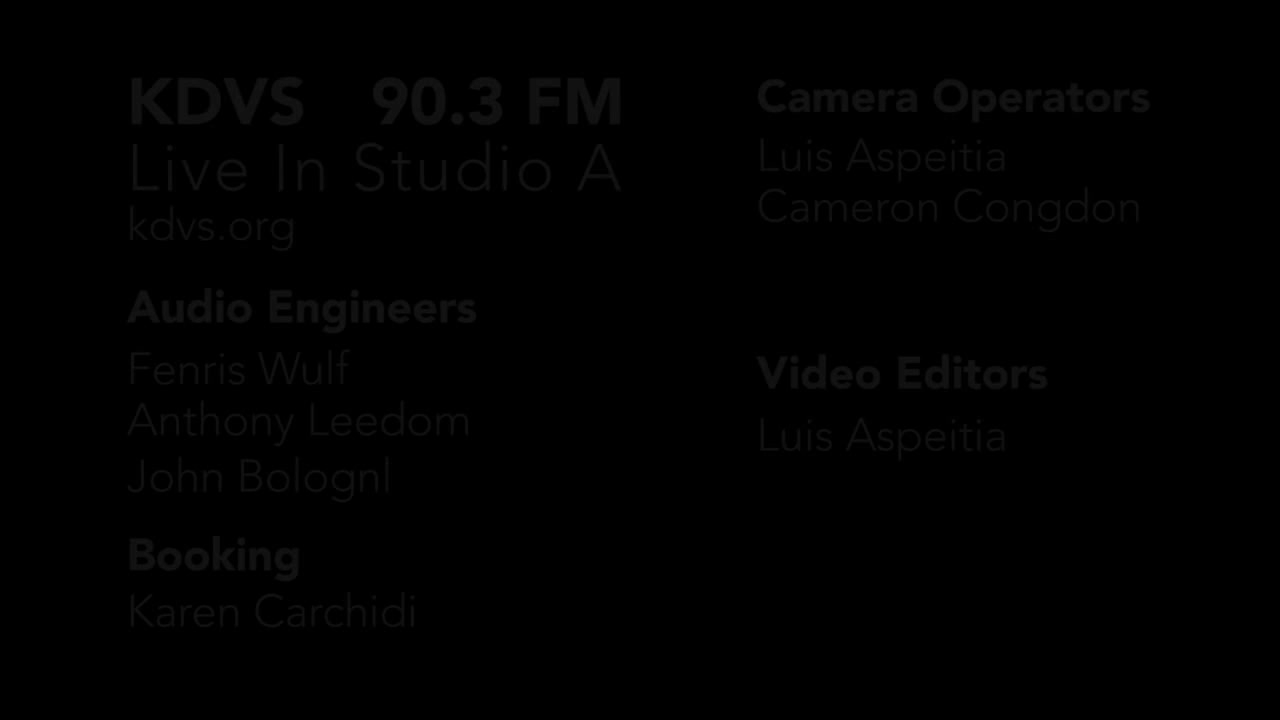 KDVS 90.3 FM
Live In Studio A
kdvs.org
Audio Engineers
Fenris Wulf
Anthony Leedom
John Bolognl
Booking
Karen Carchidi
Camera Operators
Luis Aspeitia
Cameron Congdon
Video Editors
Luis Aspeitia